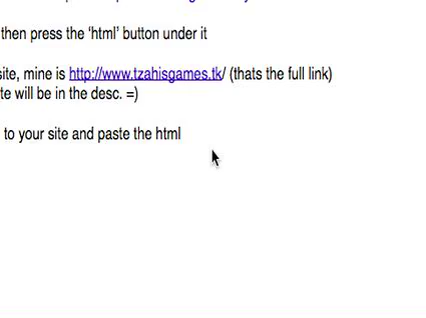 then press the ‘html’ button under it
site, mine is http://www.tzahisgames.tk/ (thats the full link)
te will be in the desc. =)
to your site and paste the html